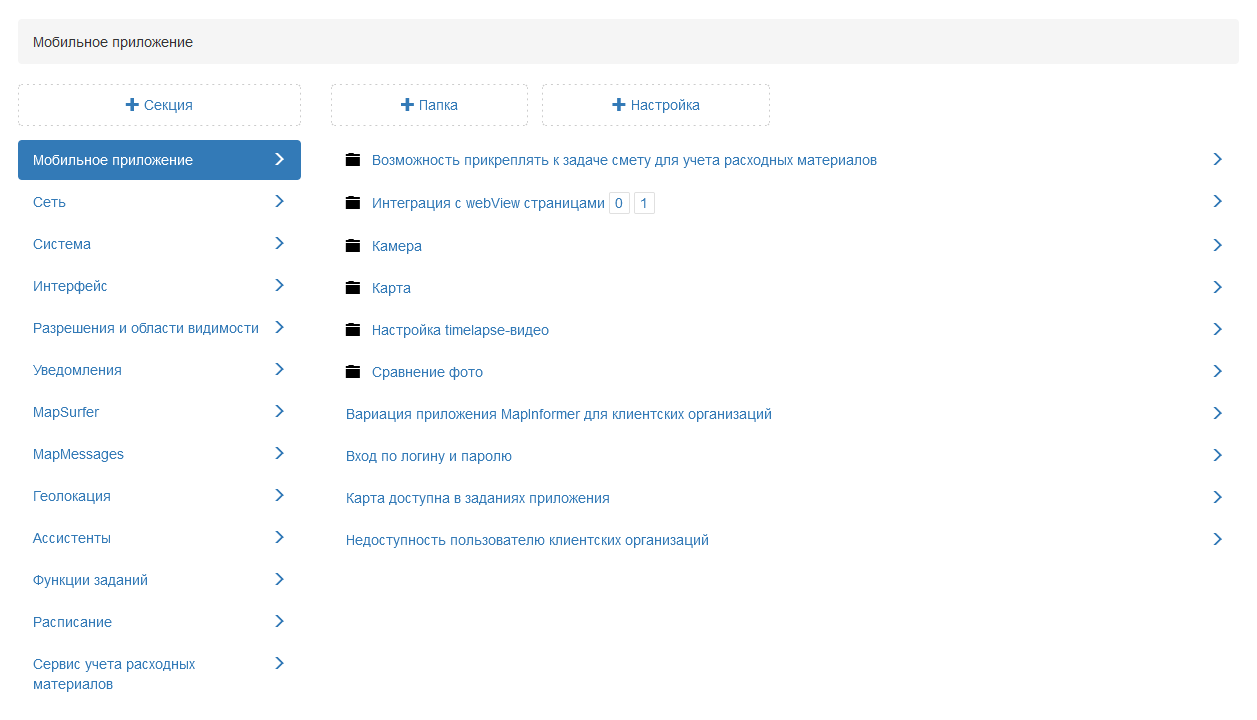 Мобильное приложение
Секция
Папка
Настройка
Мобильное приложение
Сеть
Система
Интерфейс
Разрешения и области видимости
Уведомления
MapSurfer
MapMessages
Геолокация
Ассистенты
Функции заданий
Расписание
Сервис учета расходных
материалов
Возможность прикреплять к задаче смету для учета расходных материалов
Интеграция с webView страницами 0 1
Камера
Карта
Настройка timelapse-видео
Сравнение фото
Вариация приложения MapInformer для клиентских организаций
Вход по логину и паролю
Карта доступна в заданиях приложения
Недоступность пользователю клиентских организаций